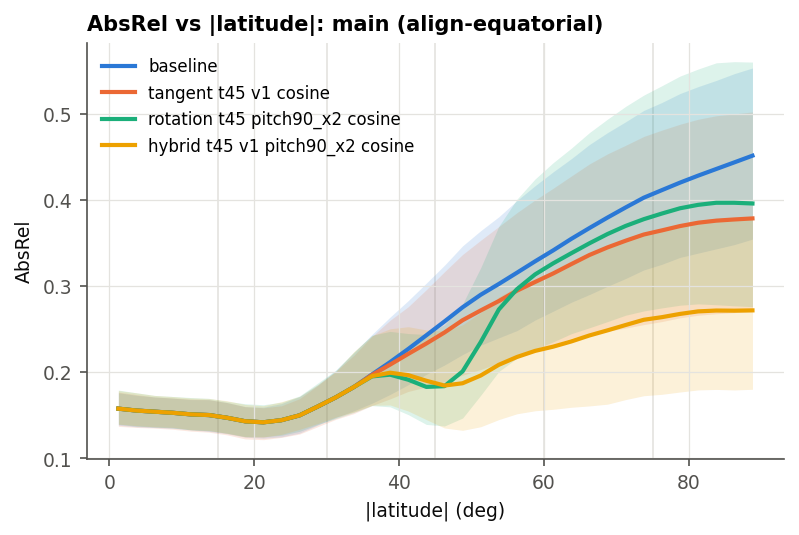 AbsRel vs |latitude|: main (align-equatorial)
baseline
tangent t45 v1 cosine
rotation t45 pitch90_x2 cosine
hybrid t45 v1 pitch90_x2 cosine
AbsRel
0.5
0.4
0.3
0.2
0.1
0 20 40 60 80
|latitude| (deg)